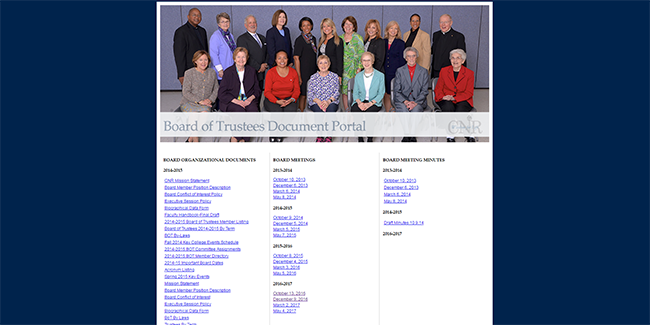 Board of Trustees Document Portal
CNR
BOARD ORGANIZATIONAL DOCUMENTS
2014-2015
CNR Mission Statement
Board Member Position Description
Board Conflict of Interest Policy
Executive Session Policy
Biographical Data Form
Faculty Handbook-Final Draft
2014-2015 Board of Trustees Member Listing
Board of Trustees 2014-2015 By Term
BOT By-Laws
Fall 2014 Key College Events Schedule
2014-2015 BOT Committee Assignments
2014-2015 BOT Member Directory
2014-15 Important Board Dates
Acronym Listing
Spring 2015 Key Events
Mission Statement
Board Member Position Description
Board Conflict of Interest
Executive Session Policy
Biographical Data Form
BoT By Laws
Trustees By Term
BOARD MEETINGS
2013-2014
October 10, 2013
December 5, 2013
March 6, 2014
May 8, 2014
2014-2015
October 9, 2014
December 5, 2014
March 5, 2015
May 7, 2015
2015-2016
October 8, 2015
December 4, 2015
March 3, 2016
May 5, 2016
2016-2017
October 13, 2016
December 9, 2016
March 2, 2017
May 4, 2017
BOARD MEETING MINUTES
2013-2014
October 10, 2013
December 5, 2013
March 6, 2014
May 8, 2014
2014-2015
Draft Minutes
2016-2017